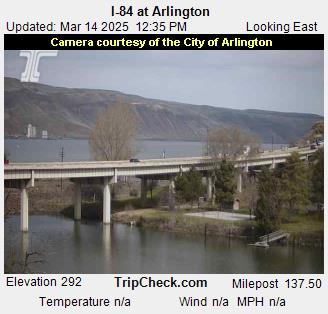 I-84 at Arlington
Updated: Mar 14 2025 12:35 PM Looking East
Camera courtesy of the City of Arlington
Elevation 292 TripCheck.com Milepost 137.50
Temperature n/a Wind n/a MPH n/a